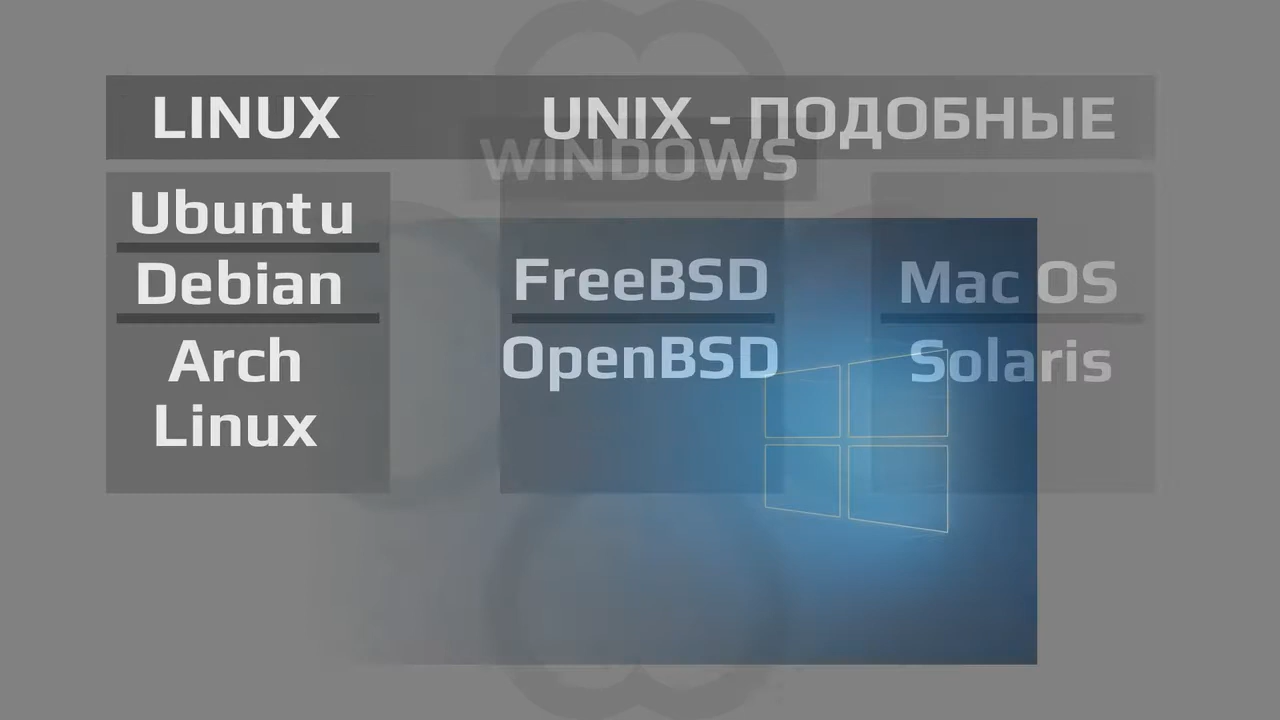 LINUX
UNIX - ПОДОБНЫЕ
WINDOWS
Ubuntu
Debian
Arch
Linux
FreeBSD
OpenBSD
Mac OS
Solaris